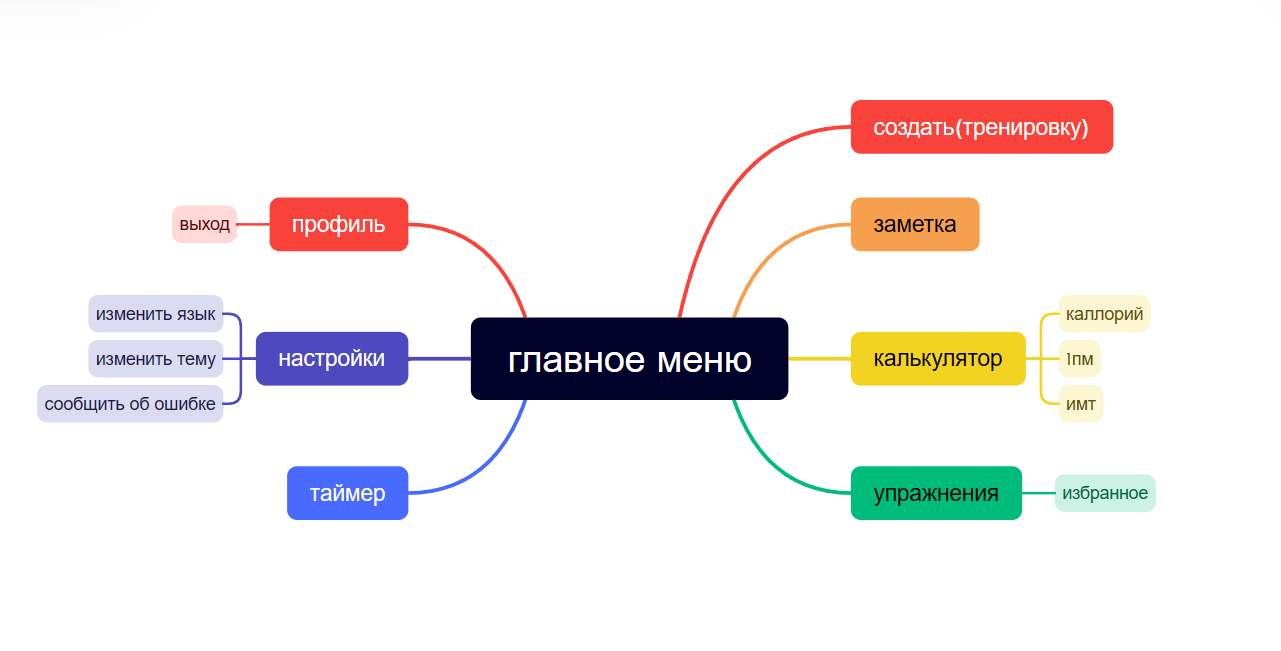 создать(тренировку)
заметка
профиль
выход
изменить язык
каллорий
главное меню
настройки
изменить тему
калькулятор
1пм
сообщить об ошибке
имт
таймер
упражнения
избранное